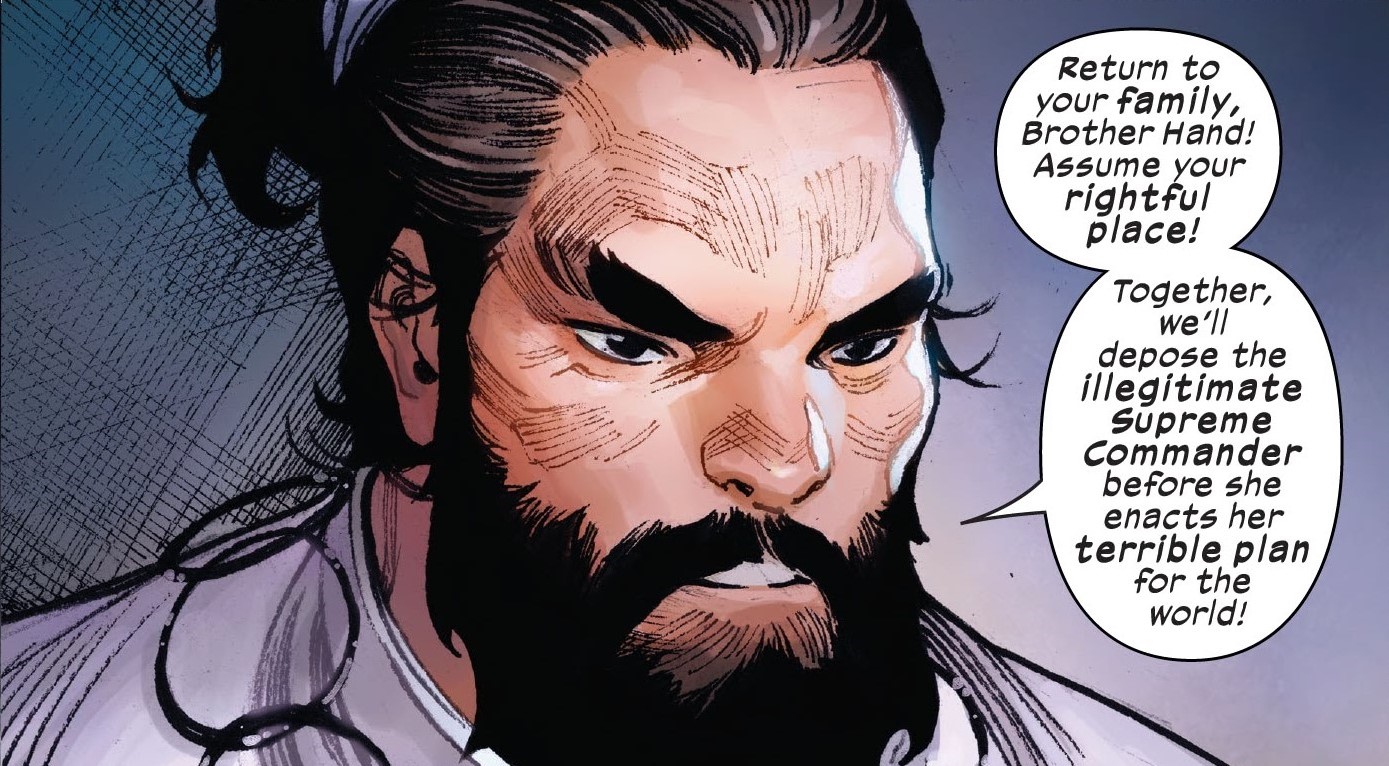 Return to
your family,
Brother Hand!
Assume your
rightful
place!
Together,
we'll
depose the
illegitimate
Supreme
Commander
before she
enacts her
terrible plan
for the
world!